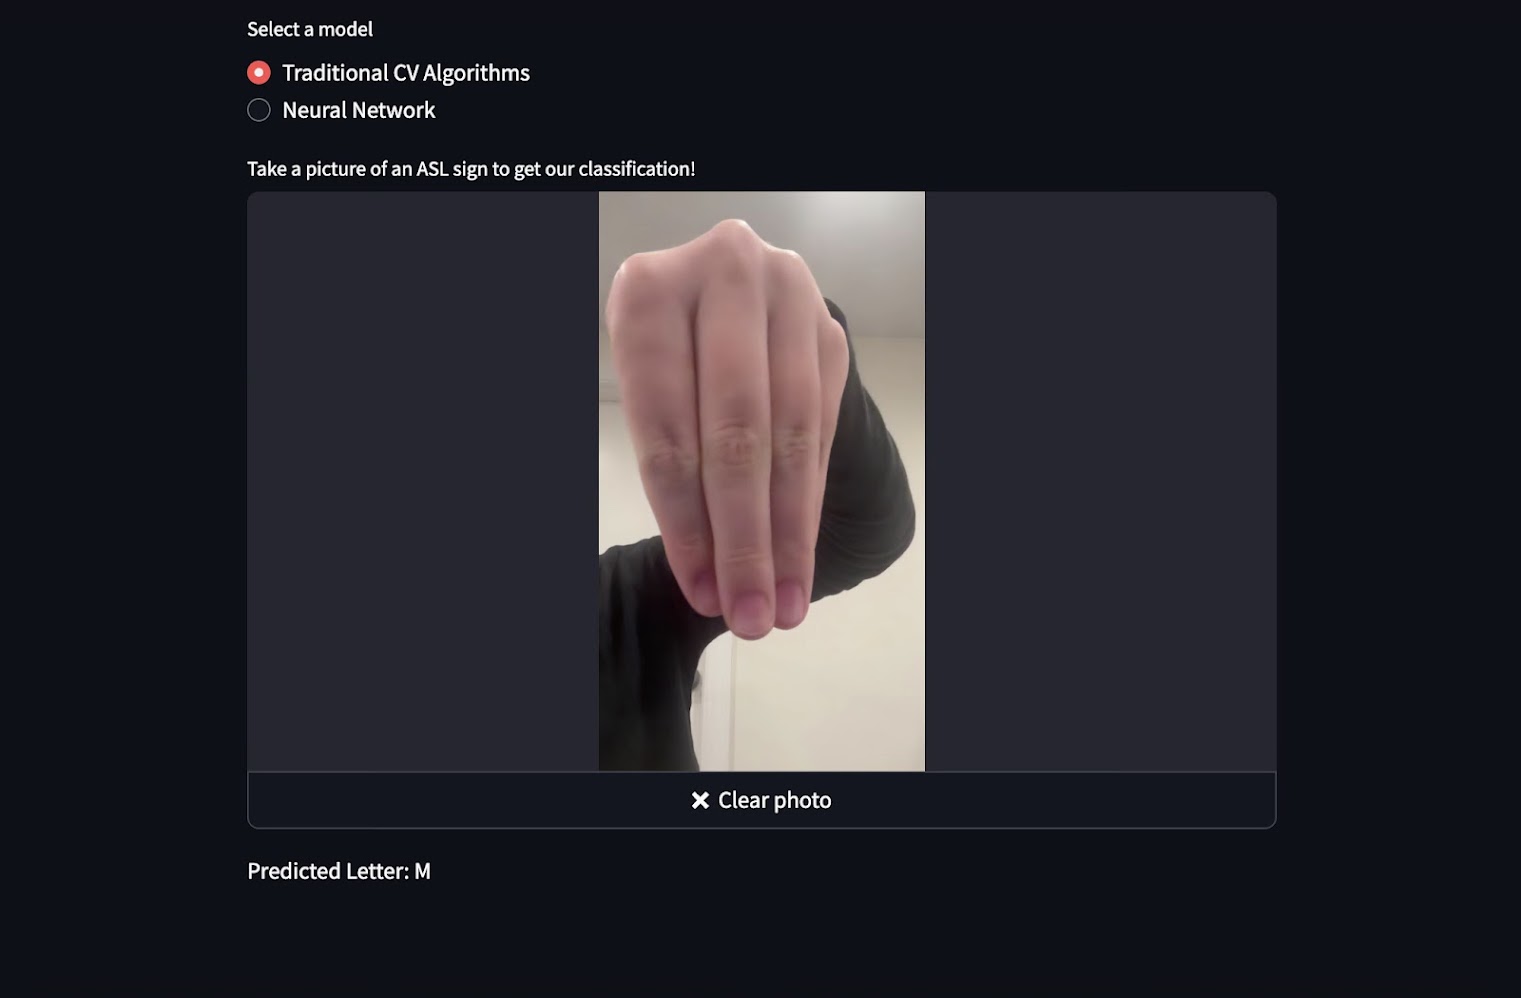 Select a model
Traditional CV Algorithms
Neural Network
Take a picture of an ASL sign to get our classification!
Clear photo
Predicted Letter: M